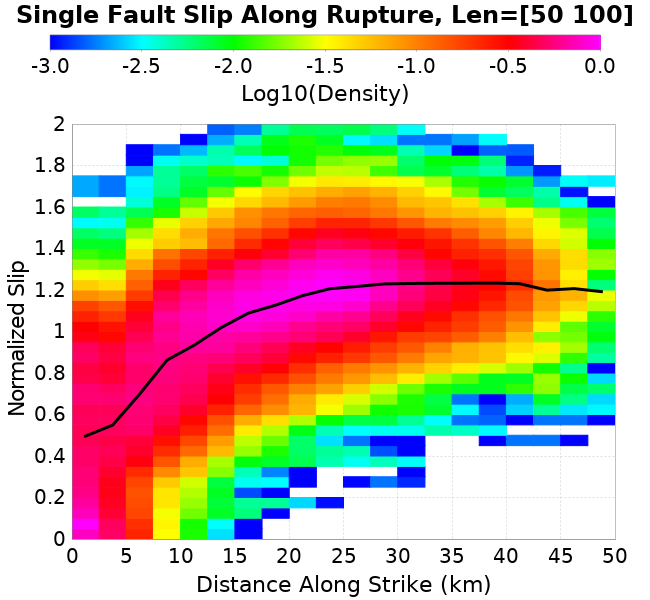 Single Fault Slip Along Rupture, Len=[50 100]
-3.0 -2.5 -2.0 -1.5 -1.0 -0.5 0.0
Log10(Density)
2
1.8
1.6
1.4
1.2
1
0.8
0.6
0.4
0.2
0
Normalized Slip
0 5 10 15 20 25 30 35 40 45 50
Distance Along Strike (km)